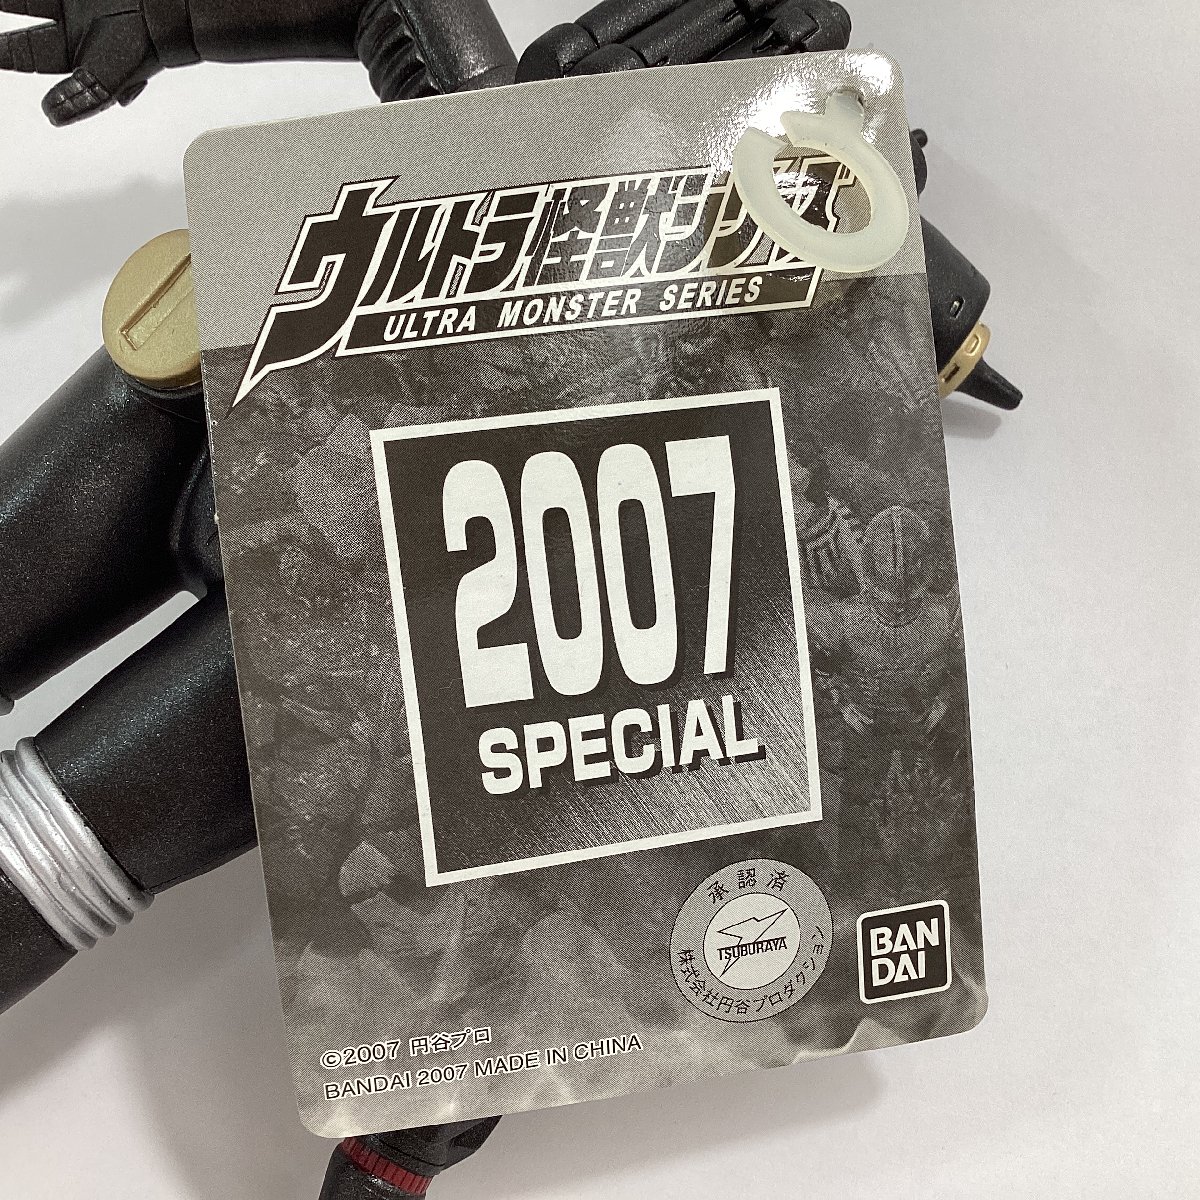 ウルトラ怪獣シリーズ
ULTRA MONSTER SERIES
2007
SPECIAL
承認済
TSUBURAYA
株式会社円谷プロダクション
BAN
DAI
©2007 円谷プロ
BANDAI 2007 MADE IN CHINA